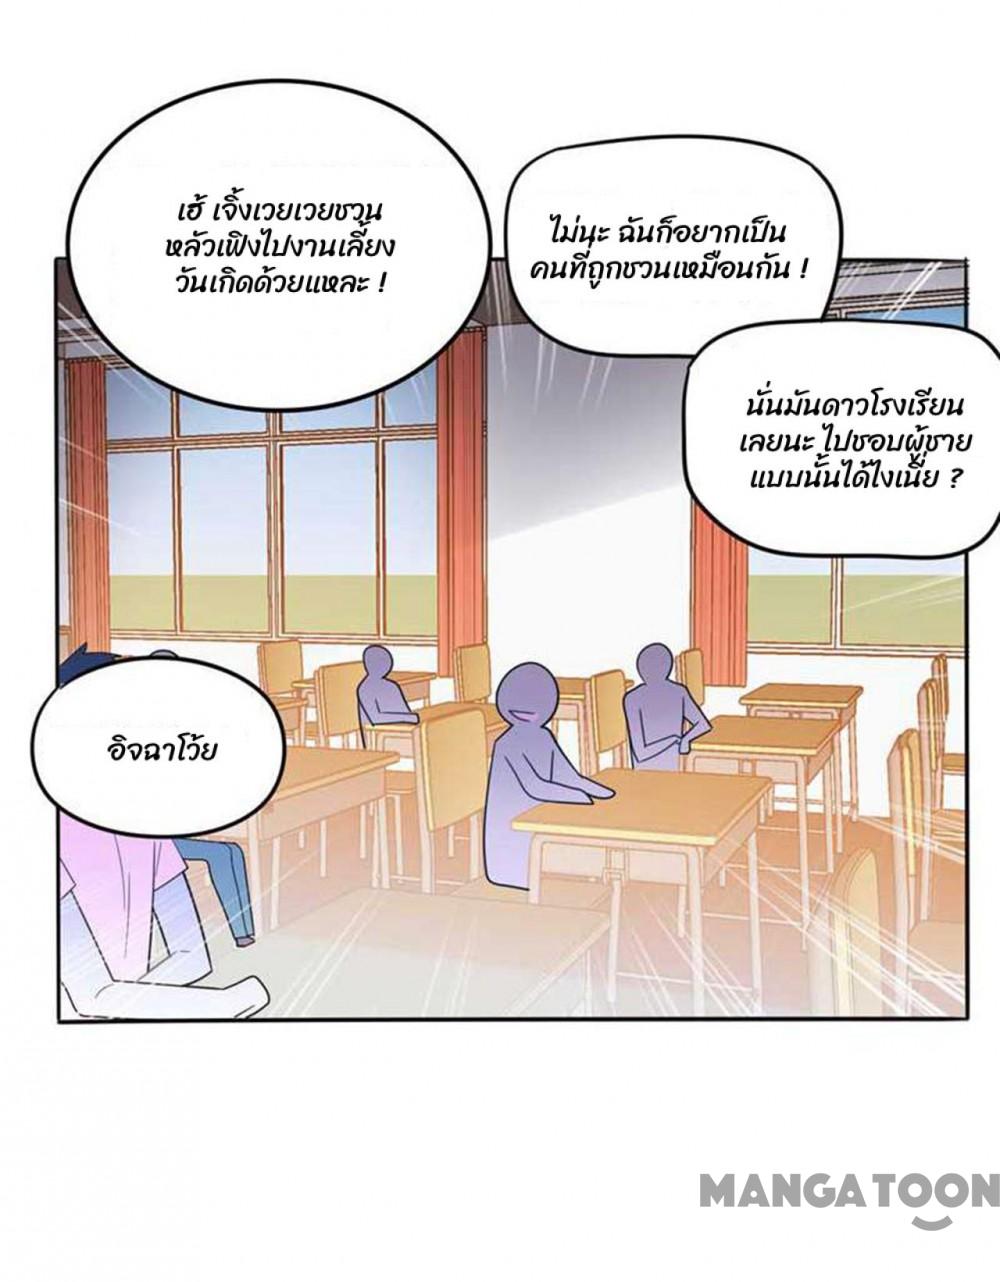 เฮ้ เจิ้งเวยเวยชวน
หลัวเฟิงไปงานเลี้ยง
วันเกิดด้วยแหละ !
ไม่นะ ฉันก็อยากเป็น
คนที่ถูกชวนเหมือนกัน !
นั่นมันดาวโรงเรียน
เลยนะ ไปชอบผู้ชาย
แบบนั้นได้ไงเนี่ย ?
อิจฉาโว้ย
MANGATOON